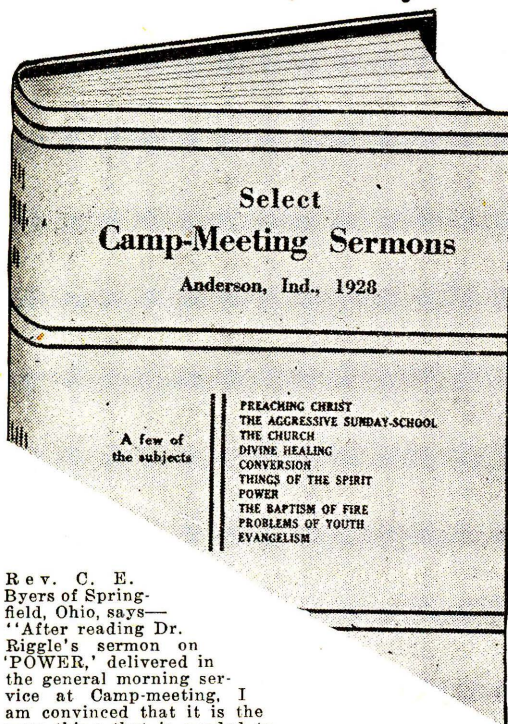 Select
Camp-Meeting Sermons
Anderson, Ind., 1928
A few of
the subjects
PREACHING CHRIST
THE AGGRESSIVE SUNDAY-SCHOOL
THE CHURCH
DIVINE HEALING
CONVERSION
THINGS OF THE SPIRIT
POWER
THE BAPTISM OF FIRE
PROBLEMS OF YOUTH
EVANGELISM
Rev. C. E.
Byers of Spring-
field, Ohio, says—
"After reading Dr.
Riggle's sermon on
'POWER,' delivered in
the general morning ser-
vice at Camp-meeting, I
am convinced that it is the